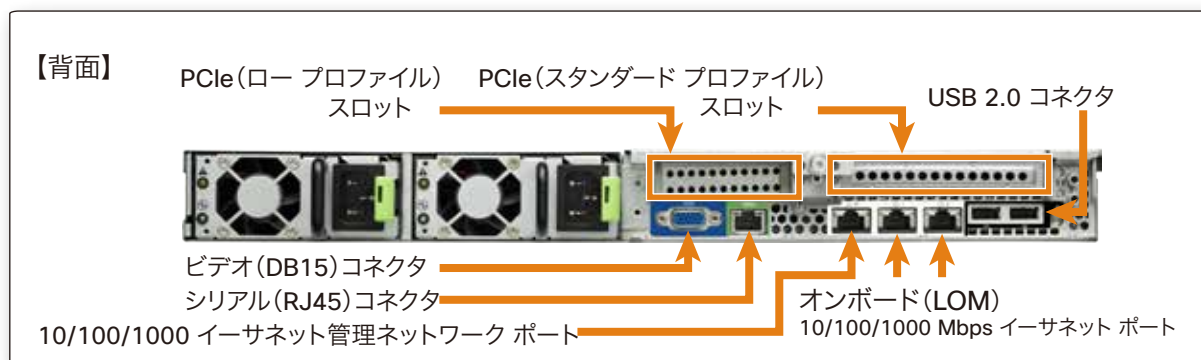 【背面】
PCIe(ロー プロファイル)
スロット
PCIe(スタンダード プロファイル)
スロット
USB 2.0 コネクタ
ビデオ(DB15)コネクタ
シリアル(RJ45)コネクタ
10/100/1000 イーサネット管理ネットワーク ポート
オンボード(LOM)
10/100/1000 Mbps イーサネット ポート